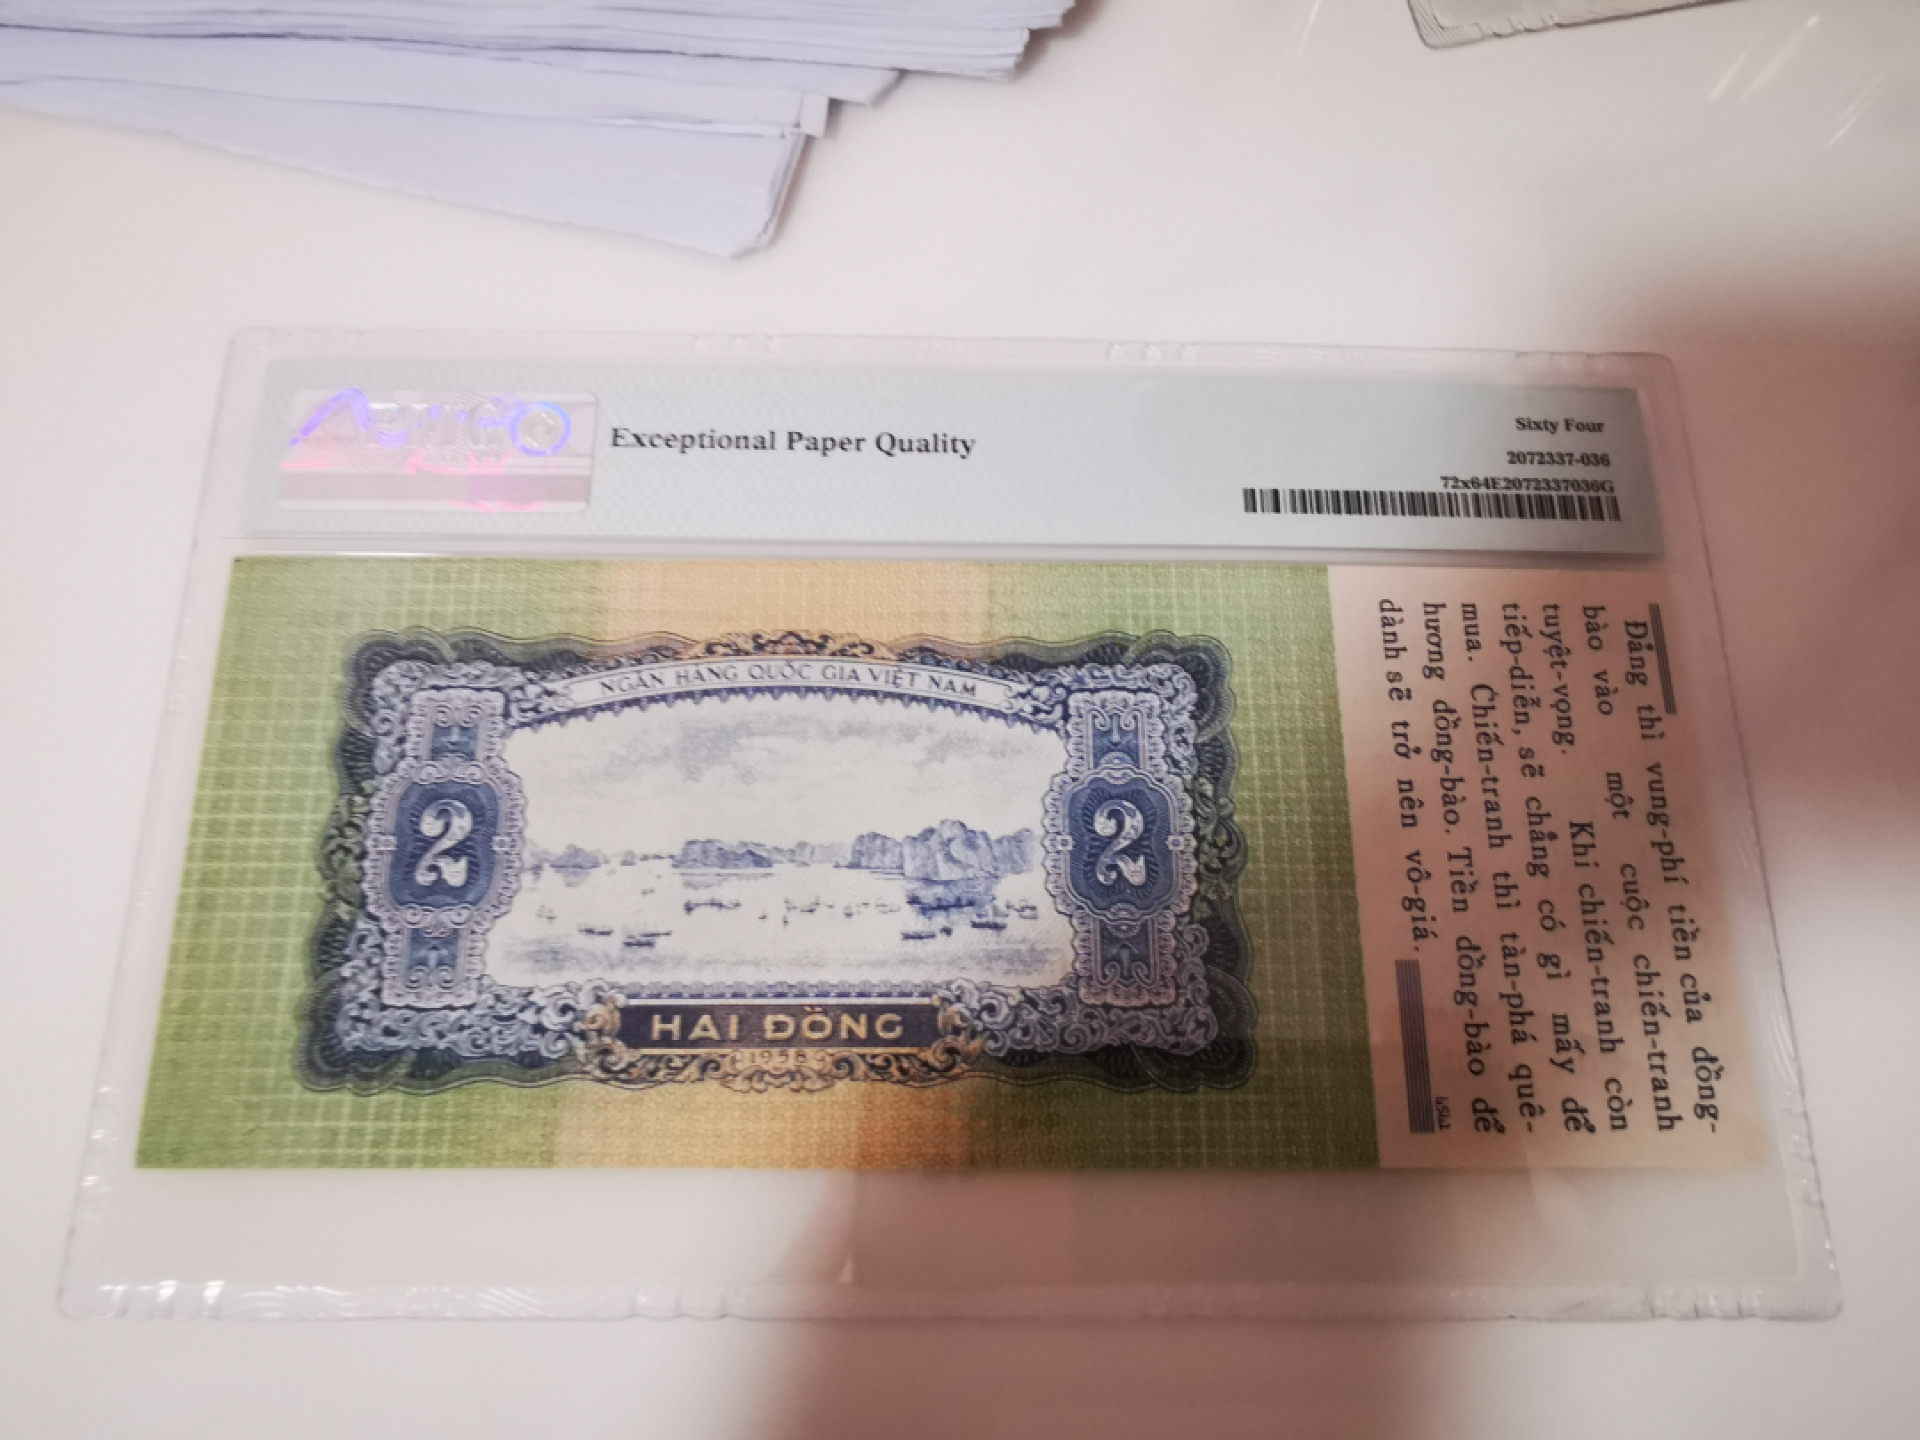 Exceptional Paper Quality
Sixty Four
2072337-036
72x64E2072337036G
NGÂN HÀNG QUỐC GIA VIỆT NAM
2
2
HAI ĐỒNG
1958
Đảng thì vung-phí tiền của đồng-
bào vào một cuộc chiến-tranh
tuyệt-vọng. Khi chiến-tranh còn
tiếp-diễn, sẽ chẳng có gì mấy để
mua. Chiến-tranh thì tàn-phá quê-
hương đồng-bào. Tiền đồng-bào để
dành sẽ trở nên vô-giá.